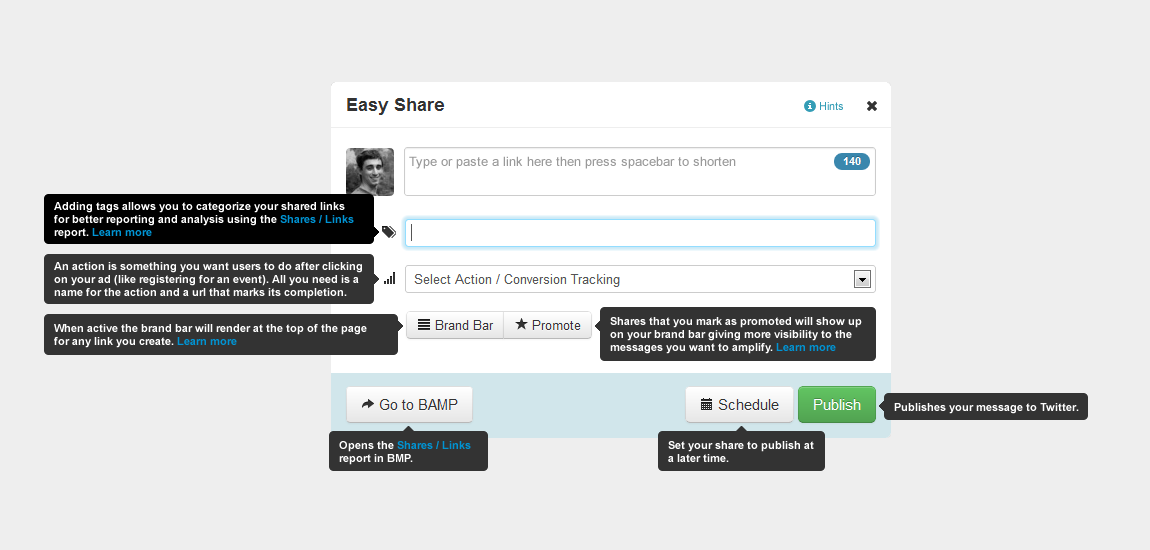 Easy Share
Hints
Type or paste a link here then press spacebar to shorten
140
Adding tags allows you to categorize your shared links
for better reporting and analysis using the Shares / Links
report. Learn more
An action is something you want users to do after clicking
on your ad (like registering for an event). All you need is a
name for the action and a url that marks its completion.
Select Action / Conversion Tracking
When active the brand bar will render at the top of the page
for any link you create. Learn more
Brand Bar
Promote
Shares that you mark as promoted will show up
on your brand bar giving more visibility to the
messages you want to amplify. Learn more
Go to BAMP
Schedule
Publish
Publishes your message to Twitter.
Opens the Shares / Links
report in BMP.
Set your share to publish at
a later time.